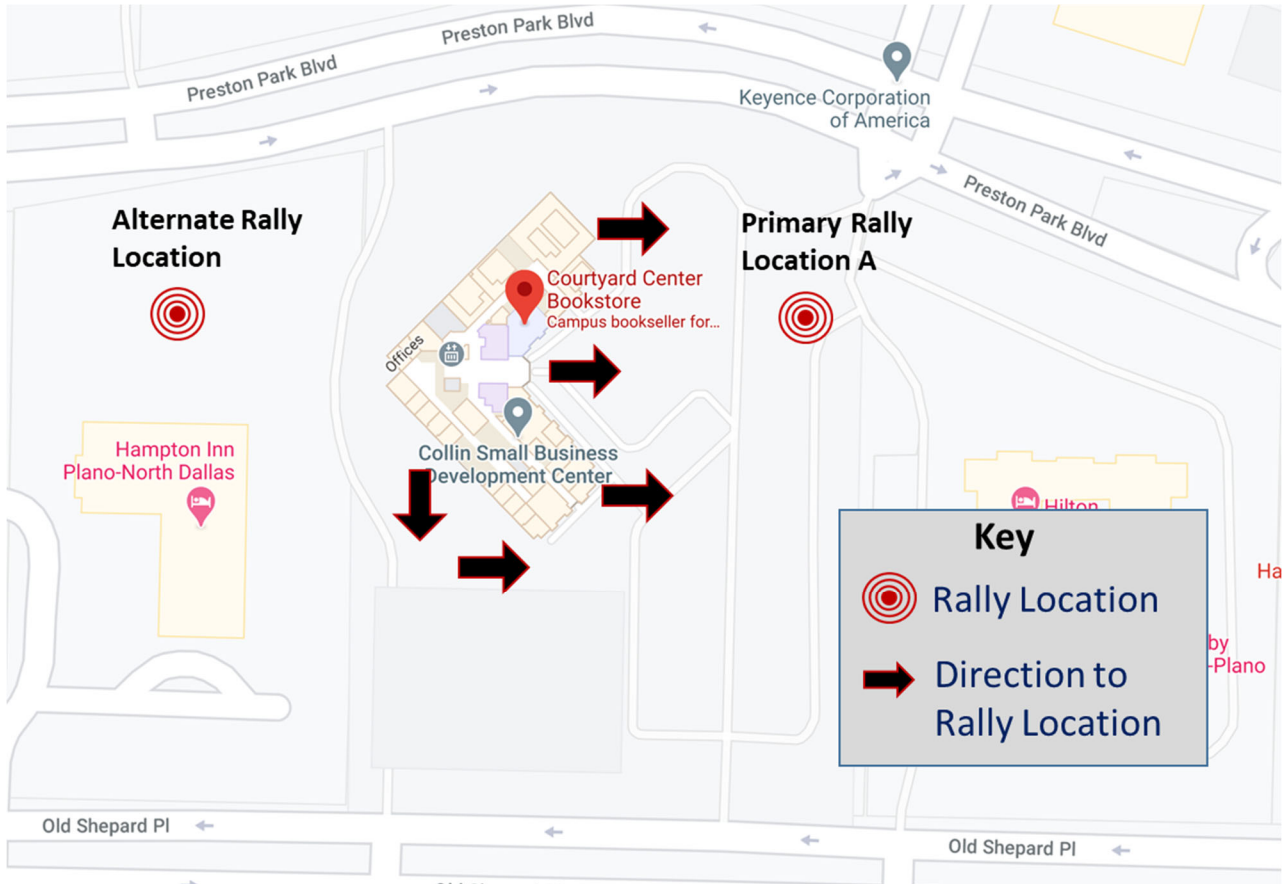 Preston Park Blvd
Preston Park Blvd
Keyence Corporation
of America
Preston Park Blvd
Alternate Rally
Location
Primary Rally
Location A
Courtyard Center
Bookstore
Campus bookseller for...
Offices
Collin Small Business
Development Center
Hampton Inn
Plano-North Dallas
Hilton
Key
Rally Location
Direction to
Rally Location
Ha
by
-Plano
Old Shepard Pl
Old Shepard Pl